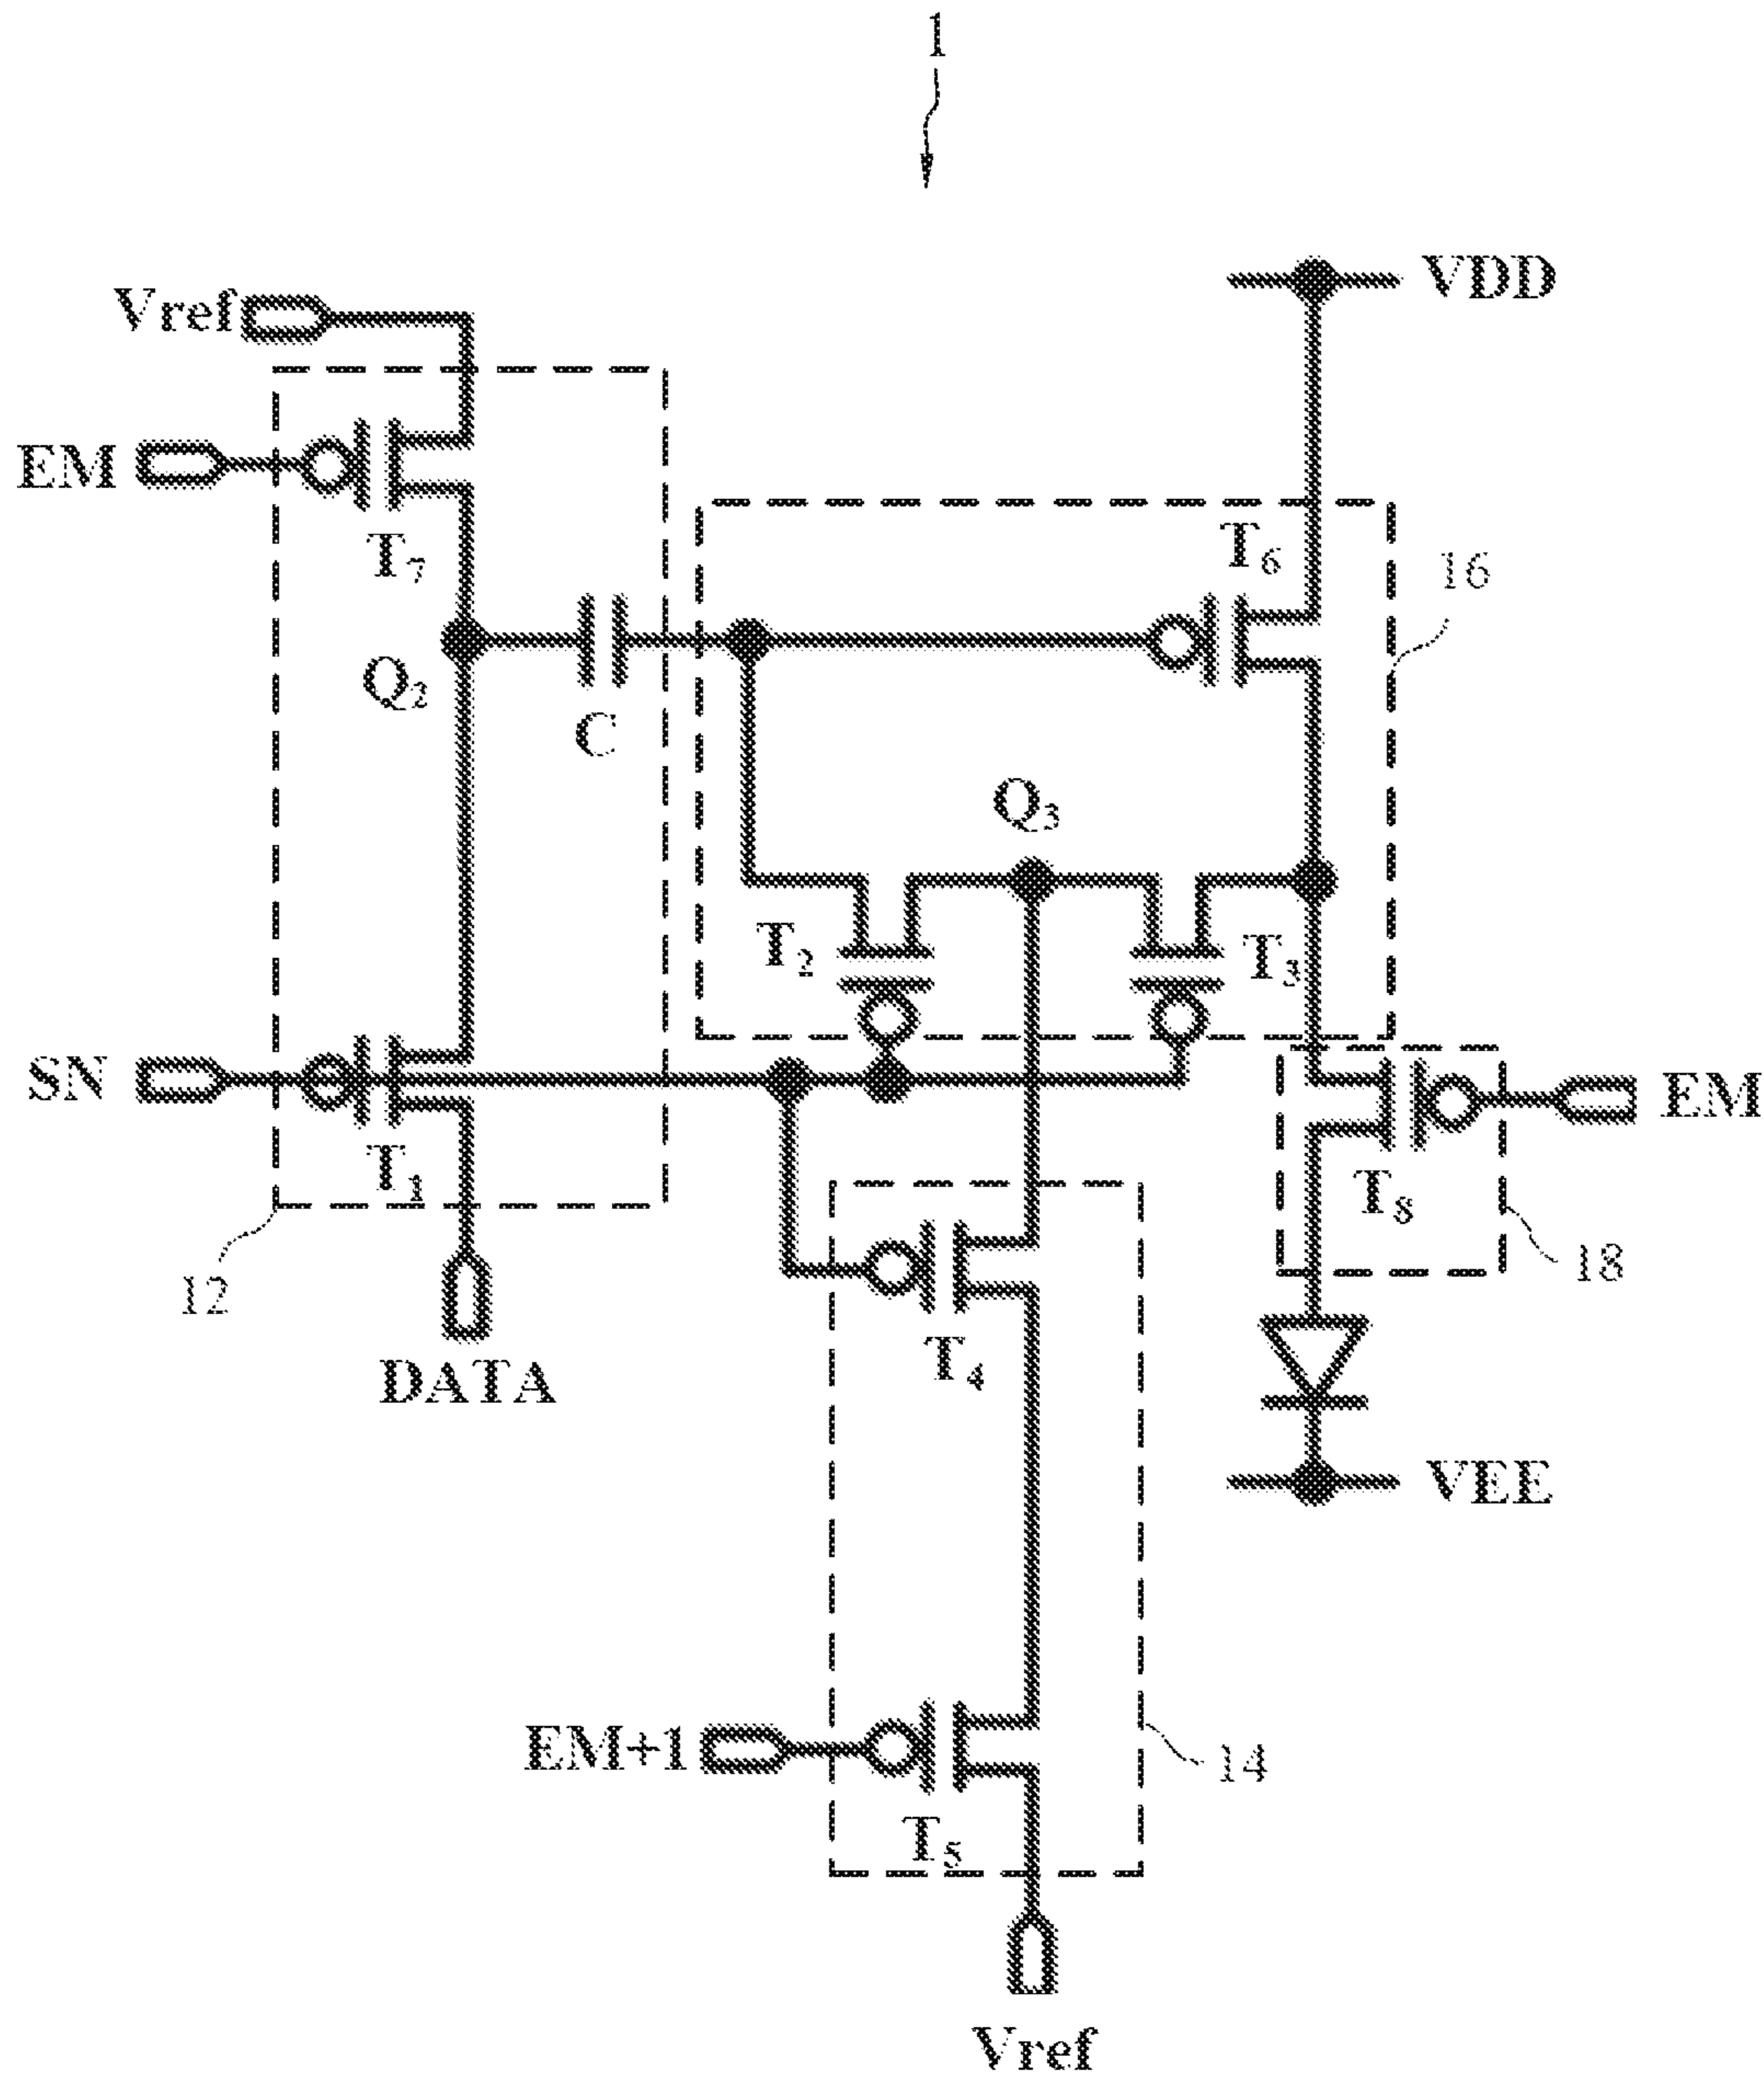 1
VDD
Vref
EM
T₇
T₆
16
Q₂
C
Q₃
T₂
T₃
SN
EM
T₁
T₈
12
18
DATA
T₄
VEE
EM+1
14
T₅
Vref